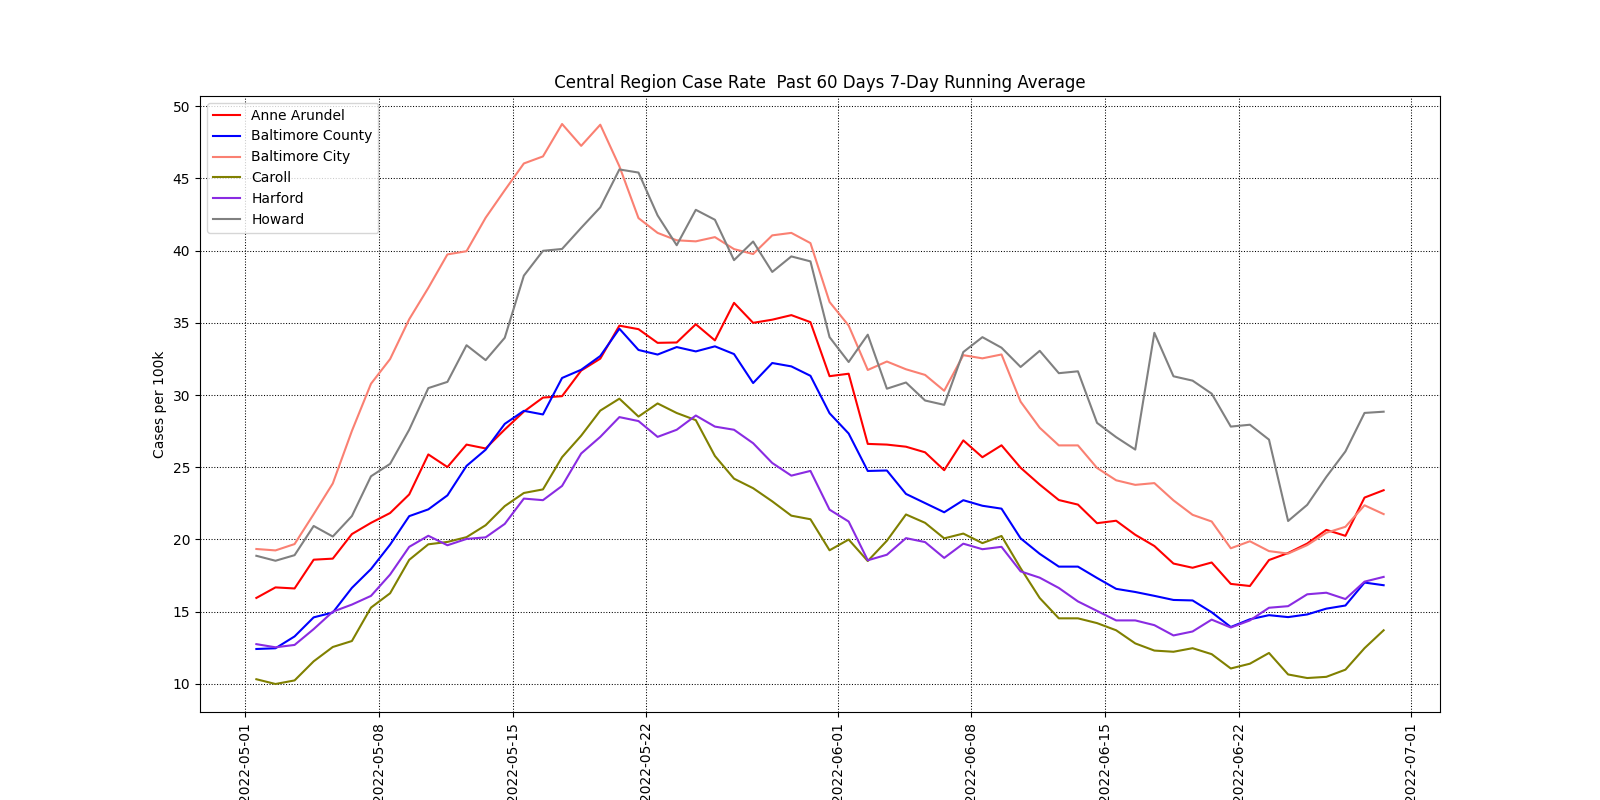 Central Region Case Rate  Past 60 Days 7-Day Running Average
50
45
40
35
30
25
20
15
10
Cases per 100k
Anne Arundel
Baltimore County
Baltimore City
Caroll
Harford
Howard
2022-05-01
2022-05-08
2022-05-15
2022-05-22
2022-06-01
2022-06-08
2022-06-15
2022-06-22
2022-07-01